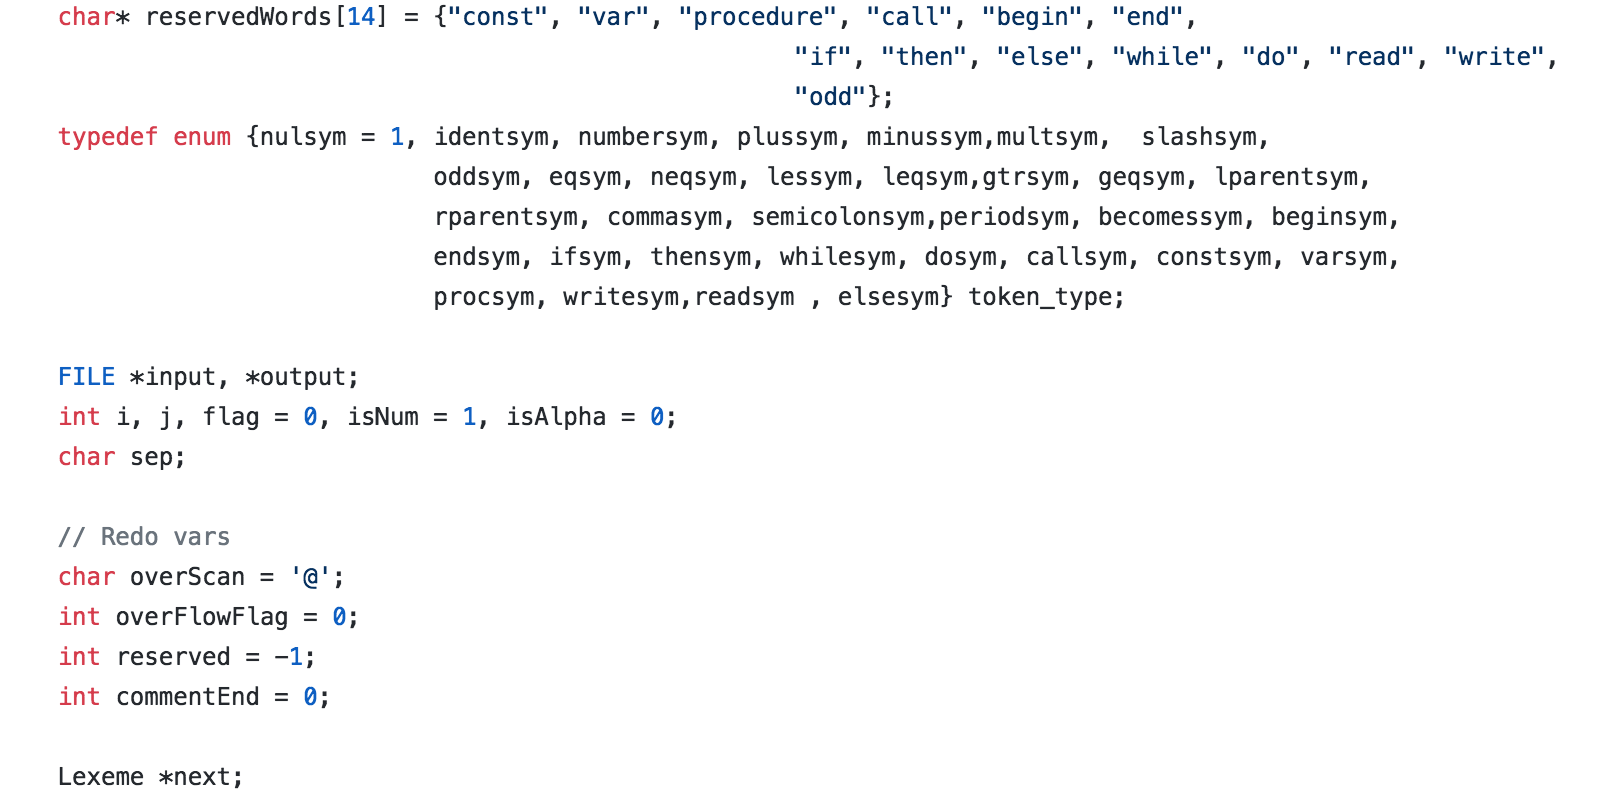 char* reservedWords[14] = {"const", "var", "procedure", "call", "begin", "end",
"if", "then", "else", "while", "do", "read", "write",
"odd"};
typedef enum {nulsym = 1, identsym, numbersym, plussym, minussym,multsym,  slashsym,
oddsym, eqsym, neqsym, lessym, leqsym,gtrsym, geqsym, lparentsym,
rparentsym, commasym, semicolonsym,periodsym, becomessym, beginsym,
endsym, ifsym, thensym, whilesym, dosym, callsym, constsym, varsym,
procsym, writesym,readsym , elsesym} token_type;
FILE *input, *output;
int i, j, flag = 0, isNum = 1, isAlpha = 0;
char sep;
// Redo vars
char overScan = '@';
int overFlowFlag = 0;
int reserved = -1;
int commentEnd = 0;
Lexeme *next;